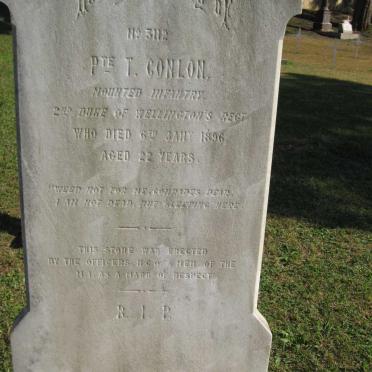 No 3112
PTE T. CONLON,
MOUNTED INFANTRY.
2ND DUKE OF WELLINGTON'S REGT
WHO DIED 6TH JANY 1896
AGED 22 YEARS.
"WEEP NOT FOR ME, COMRADES DEAR,
I AM NOT DEAD, BUT SLEEPING HERE"
THIS STONE WAS ERECTED
BY THE OFFICERS, N.C.O'S & MEN OF THE
M.I. AS A MARK OF RESPECT
R. I. P.